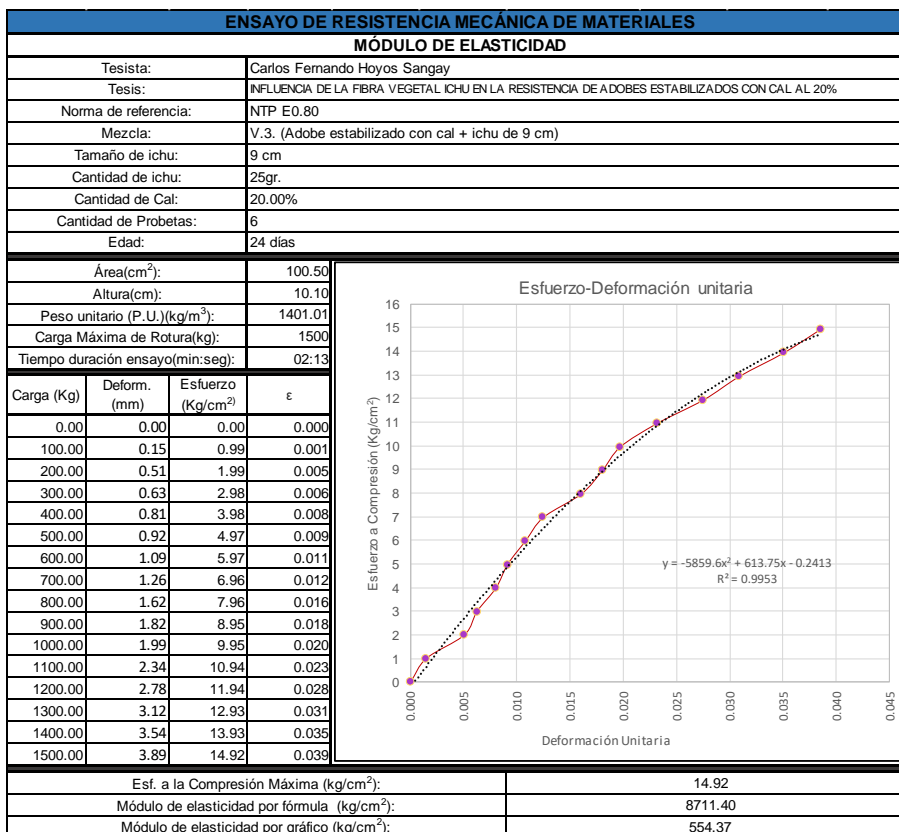 ENSAYO DE RESISTENCIA MECÁNICA DE MATERIALES
MÓDULO DE ELASTICIDAD
Tesista: Carlos Fernando Hoyos Sangay
Tesis: INFLUENCIA DE LA FIBRA VEGETAL ICHU EN LA RESISTENCIA DE ADOBES ESTABILIZADOS CON CAL AL 20%
Norma de referencia: NTP E0.80
Mezcla: V.3. (Adobe estabilizado con cal + ichu de 9 cm)
Tamaño de ichu: 9 cm
Cantidad de ichu: 25gr.
Cantidad de Cal: 20.00%
Cantidad de Probetas: 6
Edad: 24 días
Área(cm²): 100.50
Altura(cm): 10.10
Peso unitario (P.U.)(kg/m³): 1401.01
Carga Máxima de Rotura(kg): 1500
Tiempo duración ensayo(min:seg): 02:13
Carga (Kg) Deform. (mm) Esfuerzo (Kg/cm²) ε
0.00 0.00 0.00 0.000
100.00 0.15 0.99 0.001
200.00 0.51 1.99 0.005
300.00 0.63 2.98 0.006
400.00 0.81 3.98 0.008
500.00 0.92 4.97 0.009
600.00 1.09 5.97 0.011
700.00 1.26 6.96 0.012
800.00 1.62 7.96 0.016
900.00 1.82 8.95 0.018
1000.00 1.99 9.95 0.020
1100.00 2.34 10.94 0.023
1200.00 2.78 11.94 0.028
1300.00 3.12 12.93 0.031
1400.00 3.54 13.93 0.035
1500.00 3.89 14.92 0.039
Esfuerzo-Deformación unitaria
Esfuerzo a Compresión (Kg/cm²)
16
15
14
13
12
11
10
9
8
7
6
5
4
3
2
1
0
y = -5859.6x² + 613.75x - 0.2413
R² = 0.9953
0.000 0.005 0.010 0.015 0.020 0.025 0.030 0.035 0.040 0.045
Deformación Unitaria
Esf. a la Compresión Máxima (kg/cm²): 14.92
Módulo de elasticidad por fórmula (kg/cm²): 8711.40
Módulo de elasticidad por gráfico (kg/cm²): 554.37